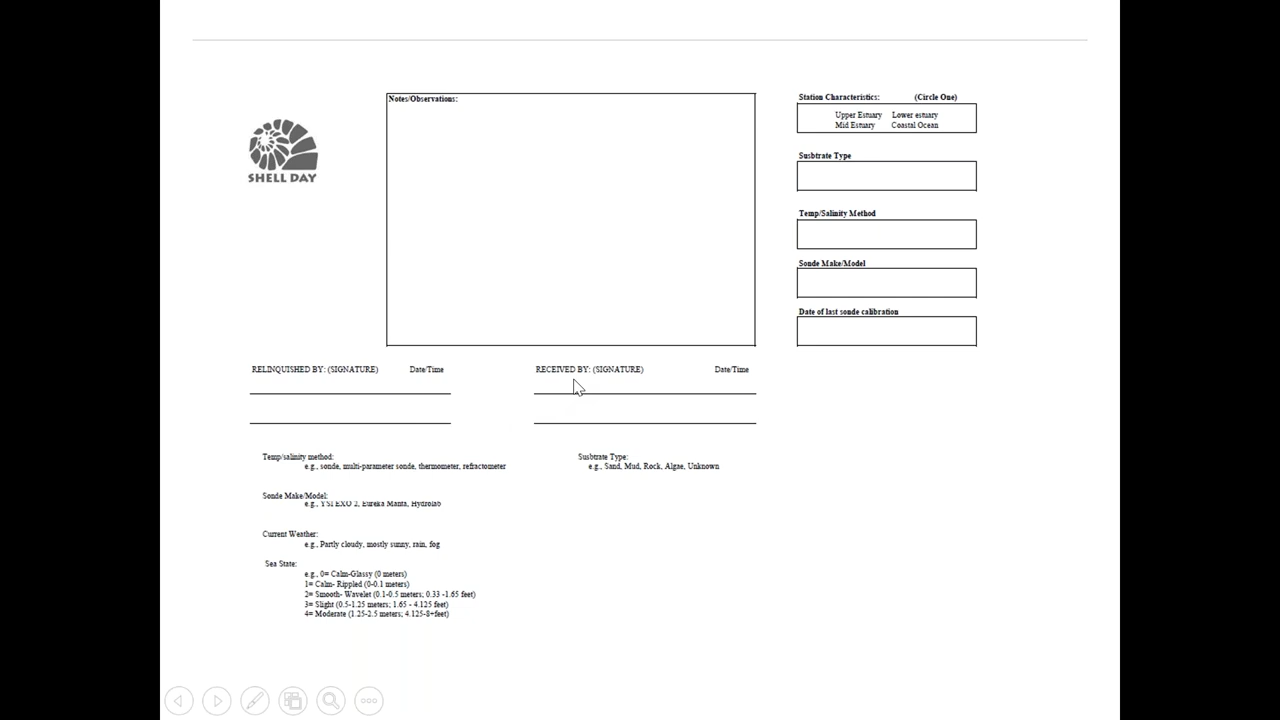 Notes/Observations:
Station Characteristics: (Circle One)
Upper Estuary Lower estuary
Mid Estuary Coastal Ocean
SHELL DAY
Susbtrate Type
Temp/Salinity Method
Sonde Make/Model
Date of last sonde calibration
RELINQUISHED BY: (SIGNATURE) Date/Time
RECEIVED BY: (SIGNATURE) Date/Time
Temp/salinity method:
e.g., sonde, multi-parameter sonde, thermometer, refractometer
Susbtrate Type:
e.g., Sand, Mud, Rock, Algae, Unknown
Sonde Make/Model:
e.g., YSI EXO 2, Eureka Manta, Hydrolab
Current Weather:
e.g., Partly cloudy, mostly sunny, rain, fog
Sea State:
e.g., 0= Calm-Glassy (0 meters)
1= Calm- Rippled (0-0.1 meters)
2= Smooth- Wavelet (0.1-0.5 meters; 0.33 -1.65 feet)
3= Slight (0.5-1.25 meters; 1.65 - 4.125 feet)
4= Moderate (1.25-2.5 meters; 4.125-8+feet)